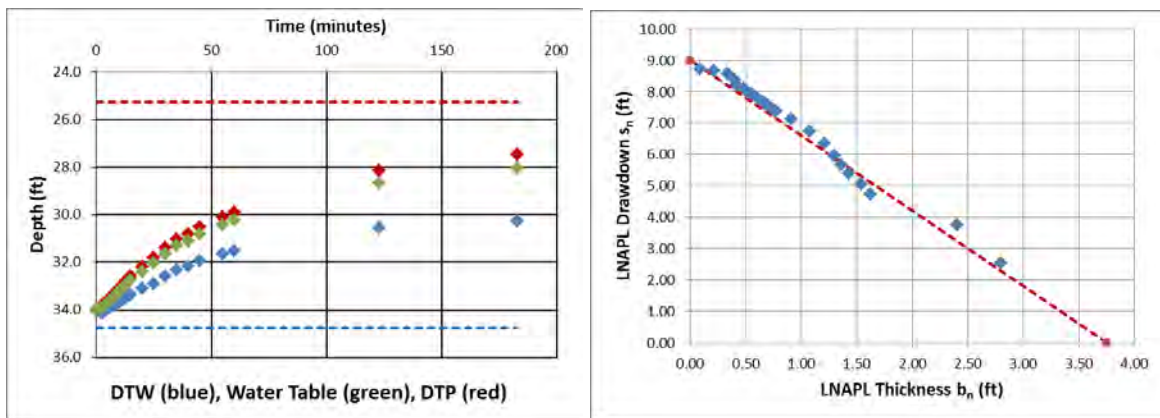 Time (minutes)
0 50 100 150 200
24.0
26.0
28.0
30.0
32.0
34.0
36.0
Depth (ft)
DTW (blue), Water Table (green), DTP (red)
10.00
9.00
8.00
7.00
6.00
5.00
4.00
3.00
2.00
1.00
0.00
LNAPL Drawdown sn (ft)
0.00 0.50 1.00 1.50 2.00 2.50 3.00 3.50 4.00
LNAPL Thickness bn (ft)